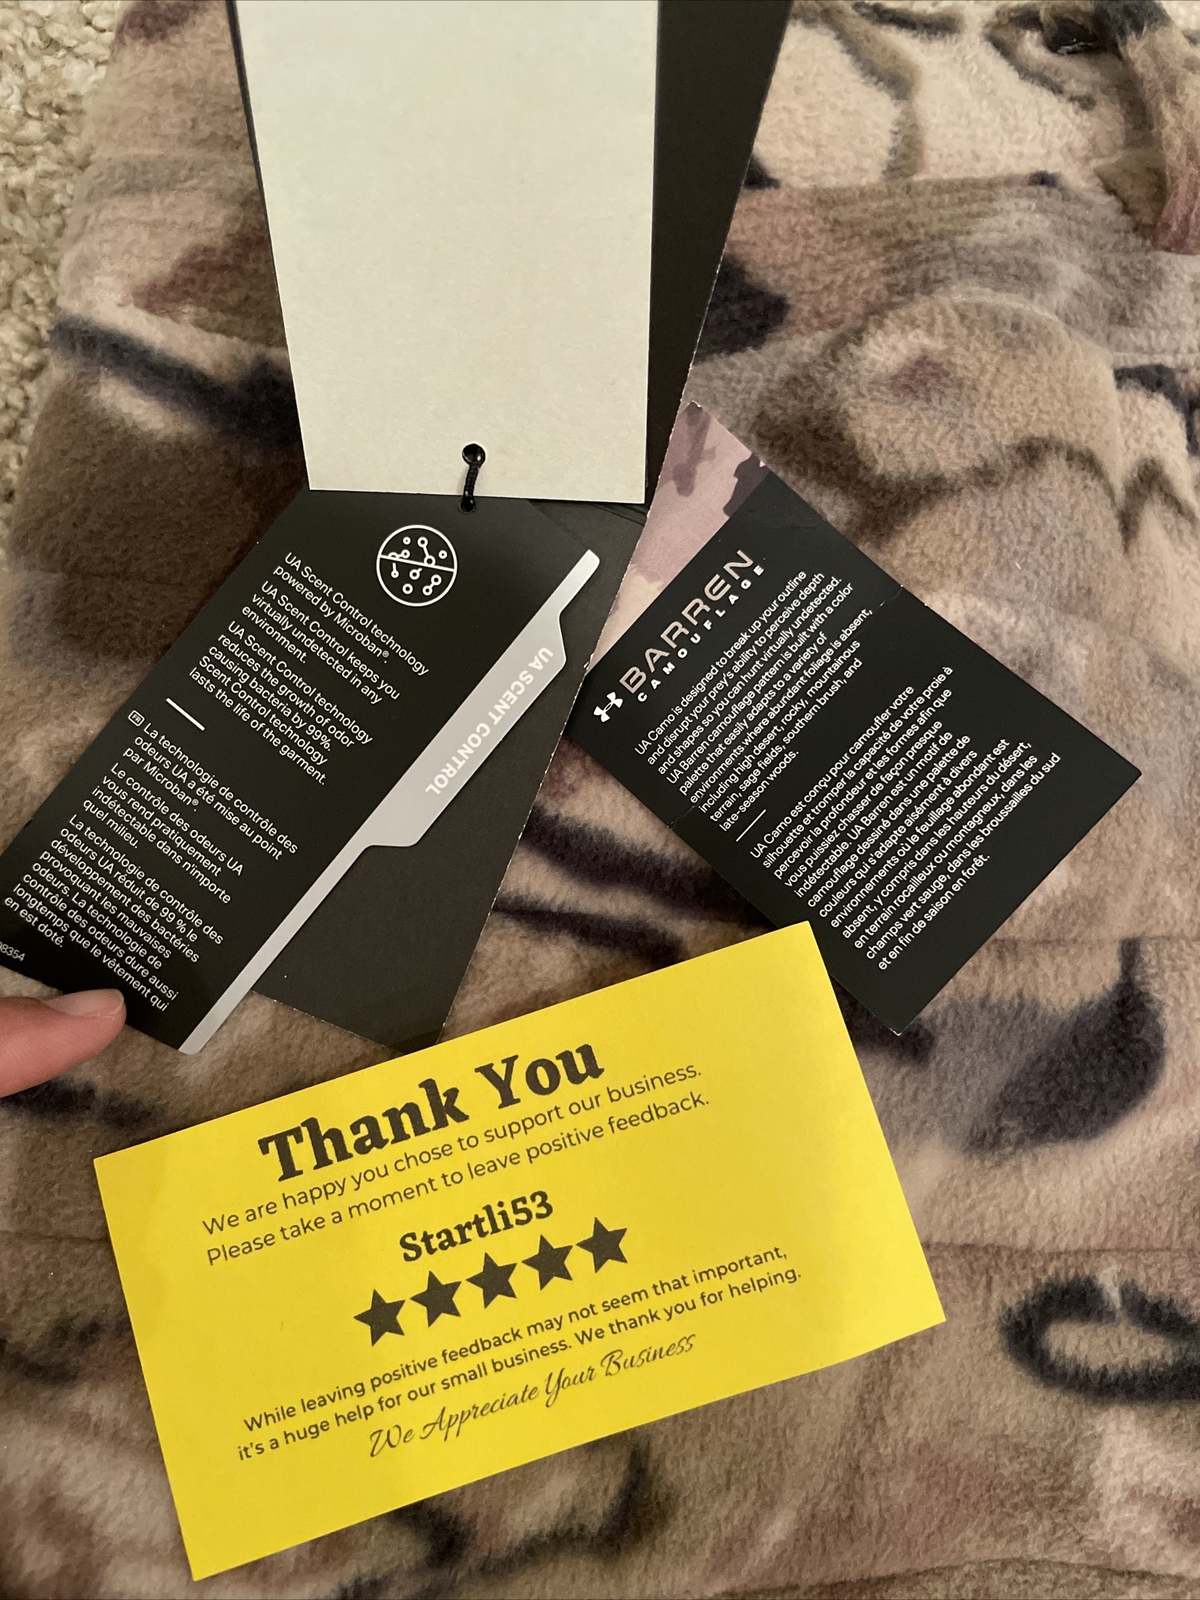 UA Scent Control technology
powered by Microban®.
UA Scent Control keeps you
virtually undetected in any
environment.
UA Scent Control technology
reduces the growth of odor
causing bacteria by 99%.
Scent Control technology
lasts the life of the garment.
FR La technologie de contrôle des
odeurs UA a été mise au point
par Microban®
Le contrôle des odeurs UA
vous rend pratiquement
indétectable dans n'importe
quel milieu.
La technologie de contrôle des
odeurs UA réduit de 99 % le
développement des bactéries
provoquant les mauvaises
odeurs. La technologie de
contrôle des odeurs dure aussi
longtemps que le vêtement qui
en est doté.
98354
UA SCENT CONTROL
BARREN
CAMOUFLAGE
UA Camo is designed to break up your outline
and disrupt your prey's ability to perceive depth
and shapes so you can hunt virtually undetected.
UA Barren camouflage pattern is built with a color
palette that easily adapts to a variety of
environments where abundant foliage is absent,
including high desert, rocky, mountainous
terrain, sage fields, southern brush, and
late-season woods.
UA Camo est conçu pour camoufler votre
silhouette et tromper la capacité de votre proie à
percevoir la profondeur et les formes afin que
vous puissiez chasser de façon presque
indétectable. UA Barren est un motif de
camouflage dessiné dans une palette de
couleurs qui s'adapte aisément à divers
environnements où le feuillage abondant est
absent, y compris dans les hauteurs du désert,
en terrain rocailleux ou montagneux, dans les
champs vert sauge, dans les broussailles du sud
et en fin de saison en forêt.
Thank You
We are happy you chose to support our business.
Please take a moment to leave positive feedback.
Startli53
While leaving positive feedback may not seem that important,
it's a huge help for our small business. We thank you for helping.
We Appreciate Your Business